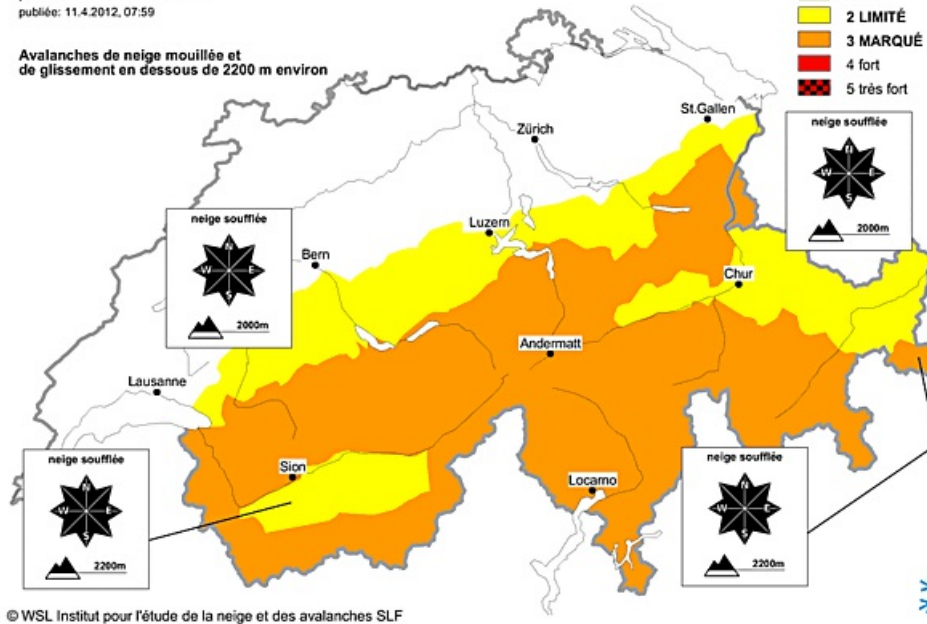 publiée: 11.4.2012, 07:59
Avalanches de neige mouillée et
de glissement en dessous de 2200 m environ
2 LIMITÉ
3 MARQUÉ
4 fort
5 très fort
St.Gallen
Zürich
neige soufflée
N
W E
S
2000m
neige soufflée
N
W E
S
2000m
Luzern
Bern
Chur
Andermatt
Lausanne
neige soufflée
N
W E
S
2200m
Sion
Locarno
neige soufflée
N
W E
S
2200m
© WSL Institut pour l'étude de la neige et des avalanches SLF